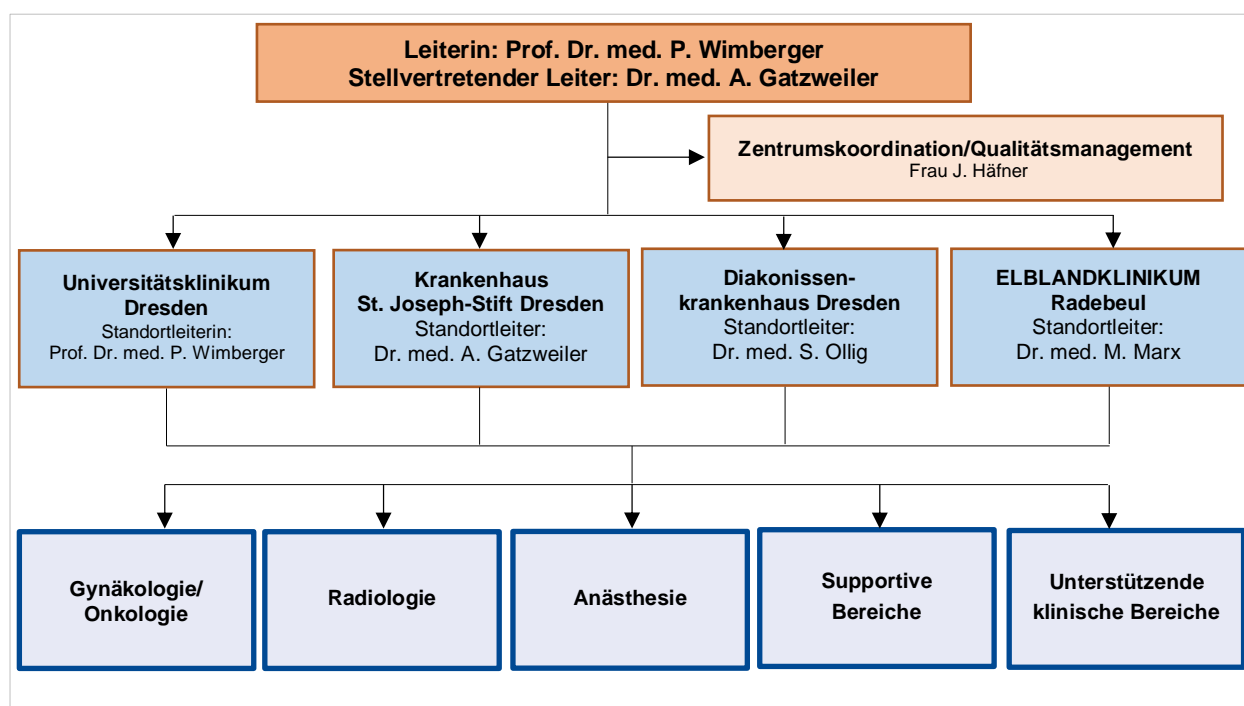 Leiterin: Prof. Dr. med. P. Wimberger
Stellvertretender Leiter: Dr. med. A. Gatzweiler
Zentrumskoordination/Qualitätsmanagement
Frau J. Häfner
Universitätsklinikum
Dresden
Standortleiterin:
Prof. Dr. med. P. Wimberger
Krankenhaus
St. Joseph-Stift Dresden
Standortleiter:
Dr. med. A. Gatzweiler
Diakonissen-
krankenhaus Dresden
Standortleiter:
Dr. med. S. Ollig
ELBLANDKLINIKUM
Radebeul
Standortleiter:
Dr. med. M. Marx
Gynäkologie/
Onkologie
Radiologie
Anästhesie
Supportive
Bereiche
Unterstützende
klinische Bereiche